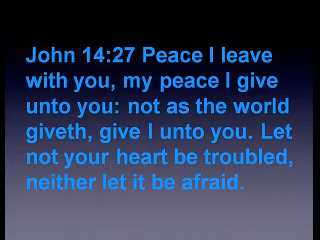 John 14:27 Peace I leave
with you, my peace I give
unto you: not as the world
giveth, give I unto you. Let
not your heart be troubled,
neither let it be afraid.